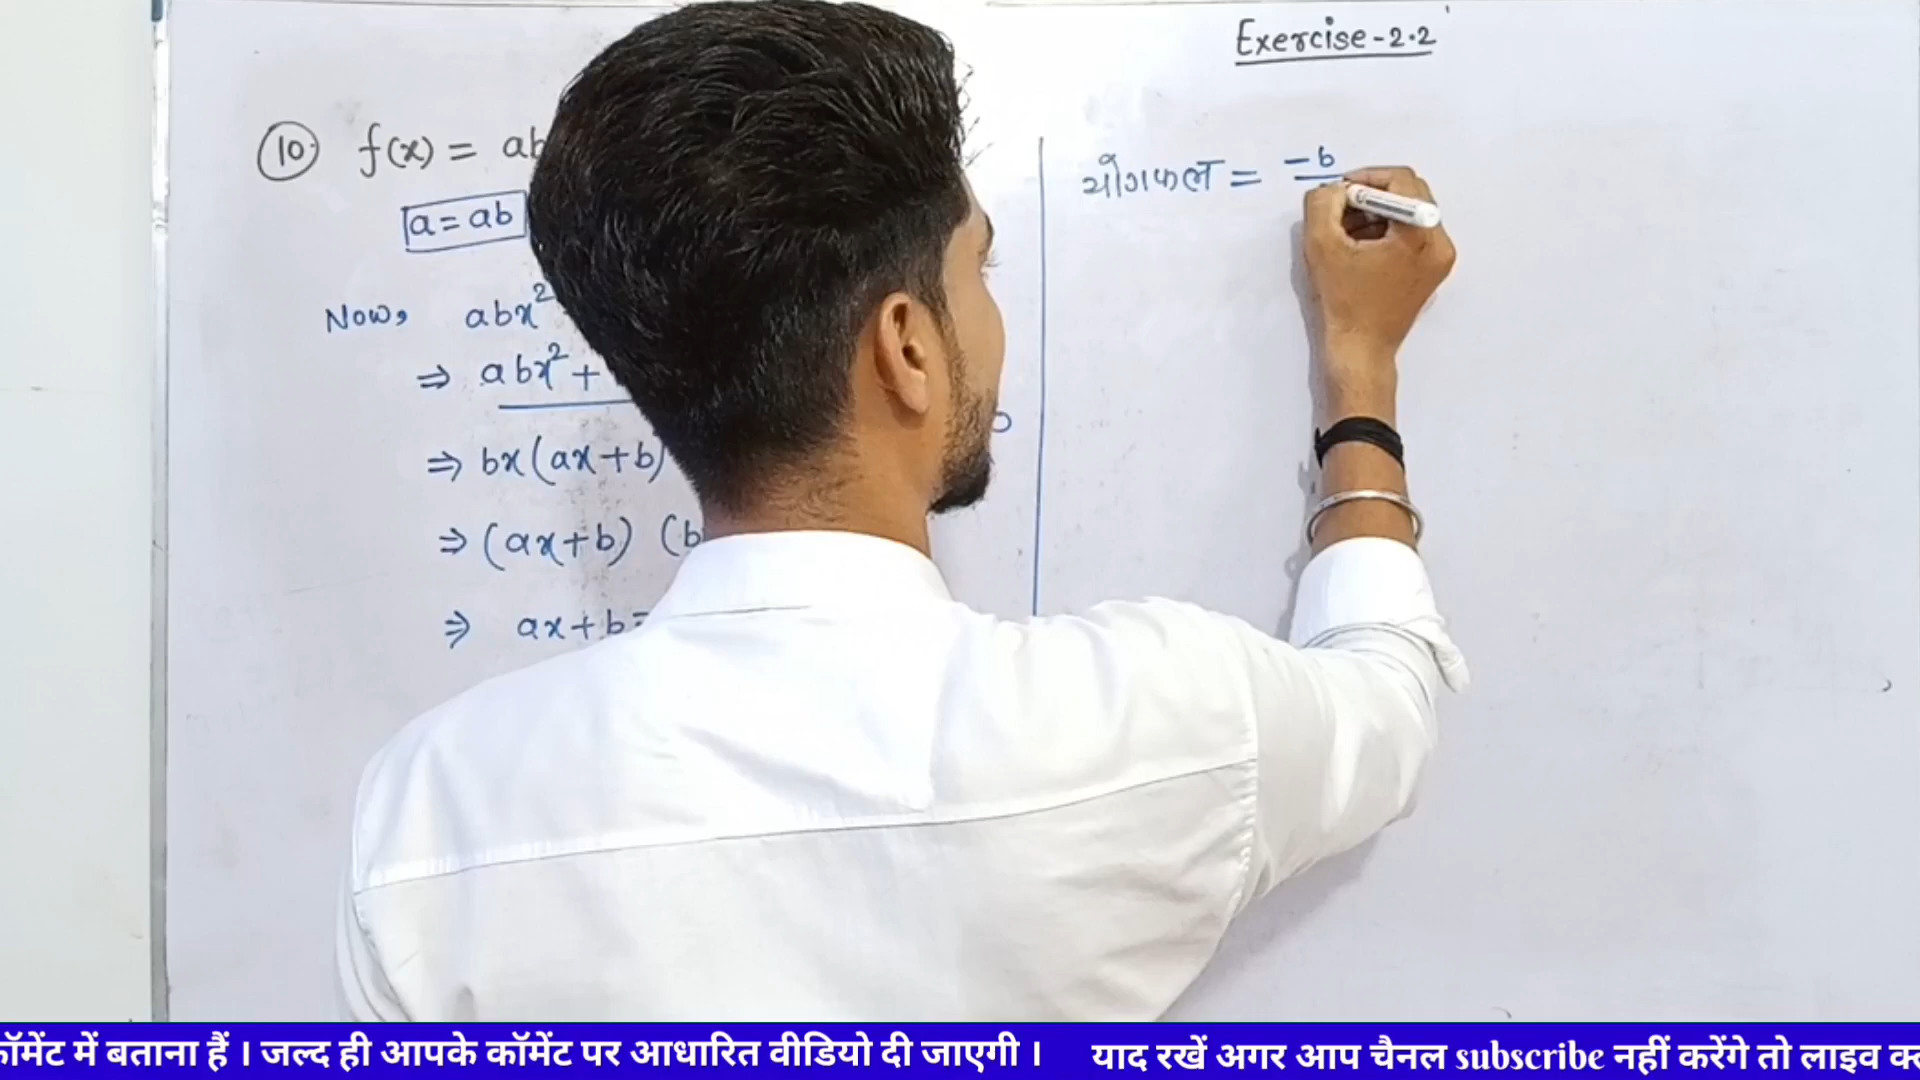 Exercise-2.2
10. f(x) = ab
a = ab
Now, abx²
⇒ abx² +
⇒ bx(ax+b)
⇒ (ax+b) (b
⇒ ax+b=
योगफल = -b
कॉमेंट में बताना हैं । जल्द ही आपके कॉमेंट पर आधारित वीडियो दी जाएगी । याद रखें अगर आप चैनल subscribe नहीं करेंगे तो लाइव